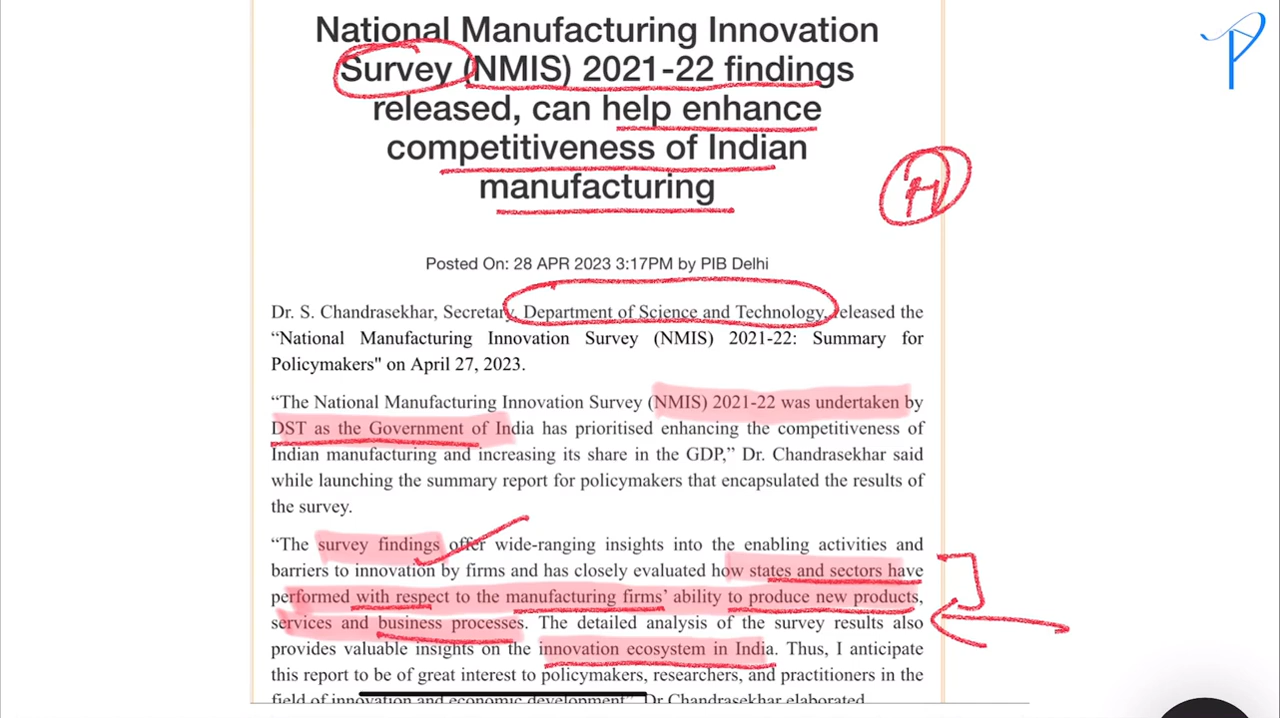 National Manufacturing Innovation
Survey (NMIS) 2021-22 findings
released, can help enhance
competitiveness of Indian
manufacturing
H
Posted On: 28 APR 2023 3:17PM by PIB Delhi
Dr. S. Chandrasekhar, Secretary, Department of Science and Technology, released the
“National Manufacturing Innovation Survey (NMIS) 2021-22: Summary for
Policymakers" on April 27, 2023.
“The National Manufacturing Innovation Survey (NMIS) 2021-22 was undertaken by
DST as the Government of India has prioritised enhancing the competitiveness of
Indian manufacturing and increasing its share in the GDP,” Dr. Chandrasekhar said
while launching the summary report for policymakers that encapsulated the results of
the survey.
“The survey findings offer wide-ranging insights into the enabling activities and
barriers to innovation by firms and has closely evaluated how states and sectors have
performed with respect to the manufacturing firms’ ability to produce new products,
services and business processes. The detailed analysis of the survey results also
provides valuable insights on the innovation ecosystem in India. Thus, I anticipate
this report to be of great interest to policymakers, researchers, and practitioners in the
field of innovation and economic development” Dr Chandrasekhar elaborated